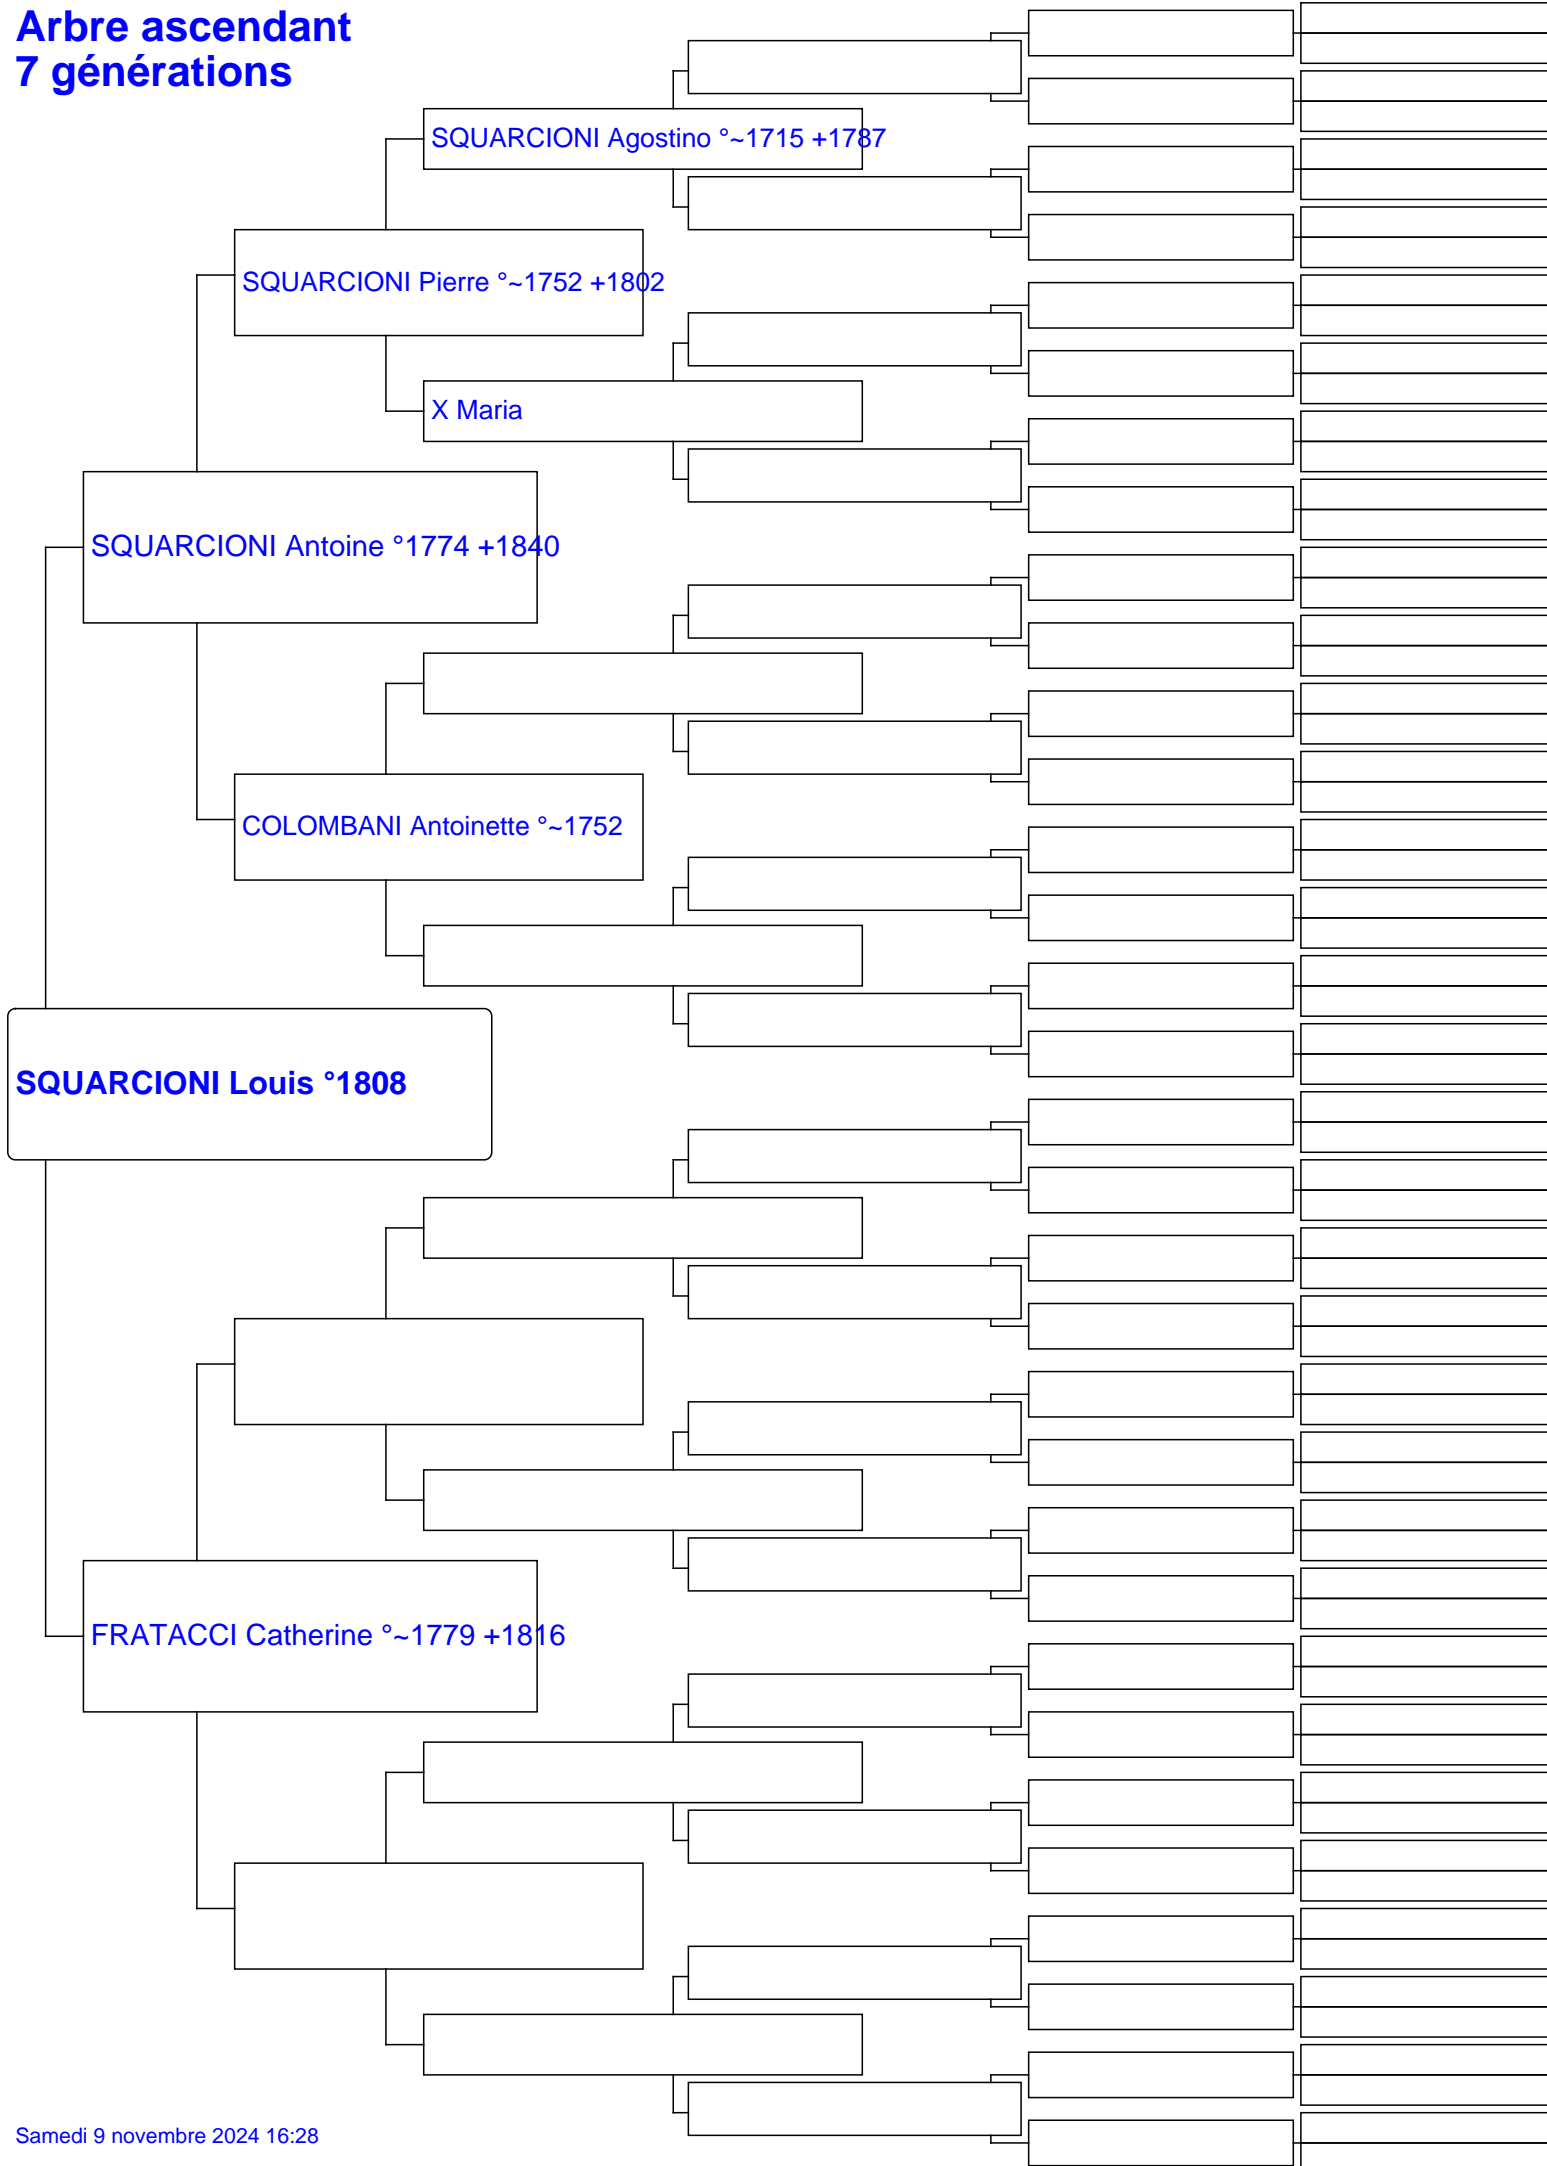 Arbre ascendant
7 générations
SQUARCIONI Agostino °~1715 +1787
SQUARCIONI Pierre °~1752 +1802
X Maria
SQUARCIONI Antoine °1774 +1840
COLOMBANI Antoinette °~1752
SQUARCIONI Louis °1808
FRATACCI Catherine °~1779 +1816
Samedi 9 novembre 2024 16:28